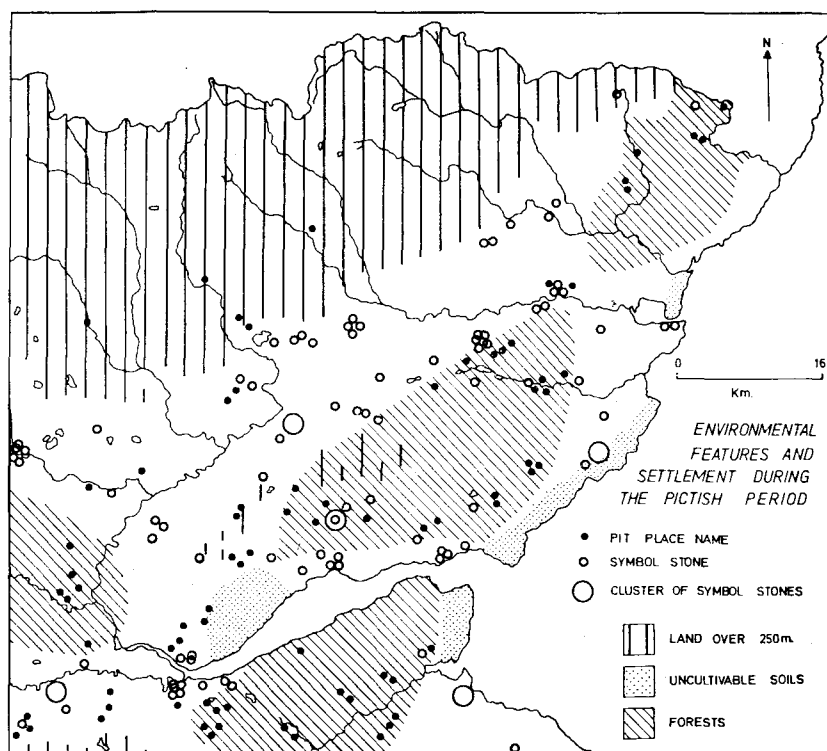 N
0 16
Km.
ENVIRONMENTAL
FEATURES AND
SETTLEMENT DURING
THE PICTISH PERIOD
PIT PLACE NAME
SYMBOL STONE
CLUSTER OF SYMBOL STONES
LAND OVER 250m.
UNCULTIVABLE SOILS
FORESTS